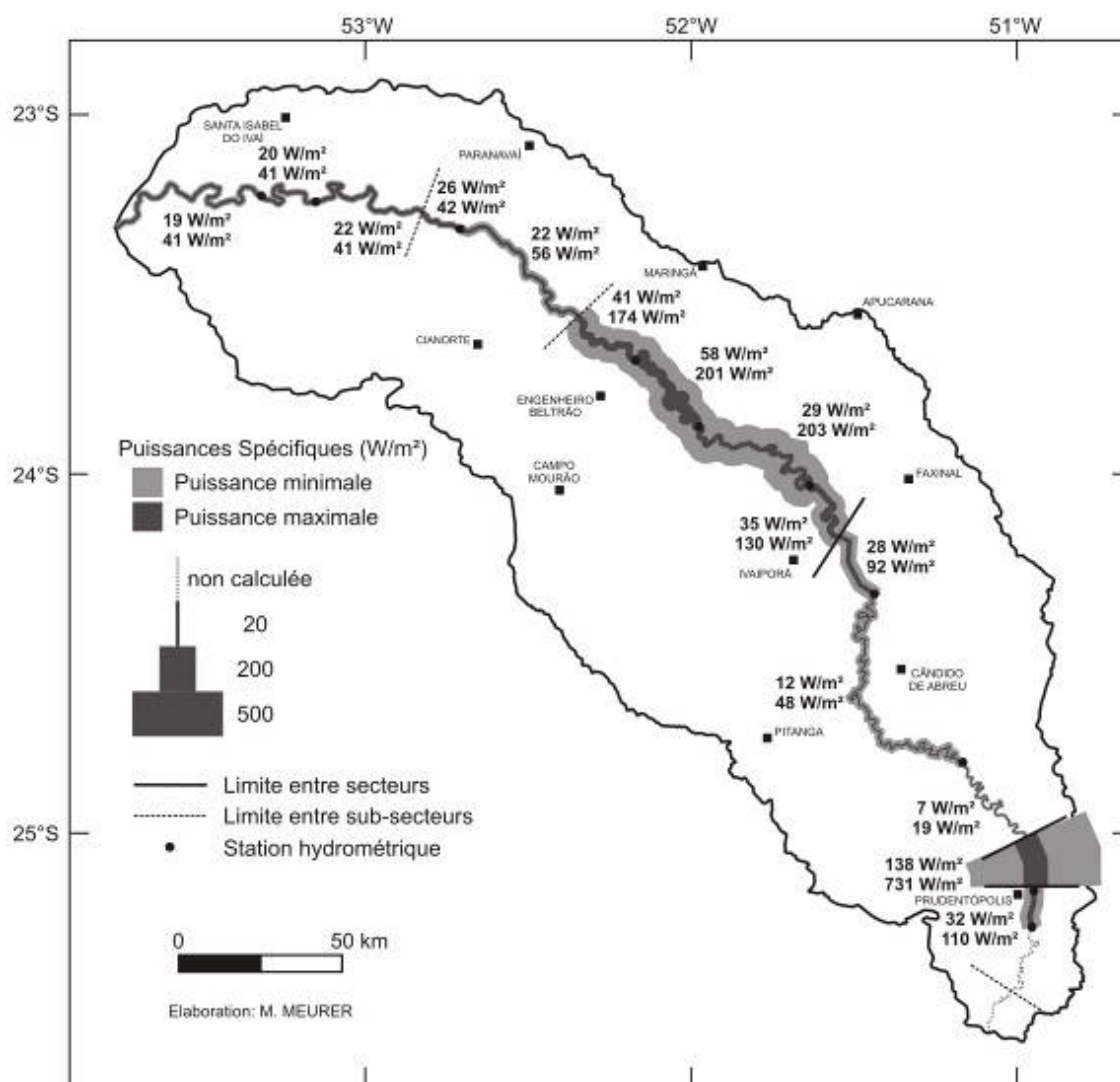 53°W
52°W
51°W
23°S
SANTA ISABEL
DO IVAÍ
PARANAVAÍ
20 W/m²
41 W/m²
26 W/m²
42 W/m²
19 W/m²
41 W/m²
22 W/m²
41 W/m²
22 W/m²
56 W/m²
MARINGÁ
41 W/m²
174 W/m²
APUCARANA
CIANORTE
58 W/m²
201 W/m²
ENGENHEIRO
BELTRÃO
29 W/m²
203 W/m²
Puissances Spécifiques (W/m²)
Puissance minimale
Puissance maximale
24°S
CAMPO
MOURÃO
FAXINAL
35 W/m²
130 W/m²
IVAIPORÃ
28 W/m²
92 W/m²
non calculée
20
200
500
12 W/m²
48 W/m²
CÂNDIDO
DE ABREU
PITANGA
Limite entre secteurs
Limite entre sub-secteurs
Station hydrométrique
25°S
7 W/m²
19 W/m²
138 W/m²
731 W/m²
PRUDENTÓPOLIS
32 W/m²
110 W/m²
0
50 km
Elaboration: M. MEURER